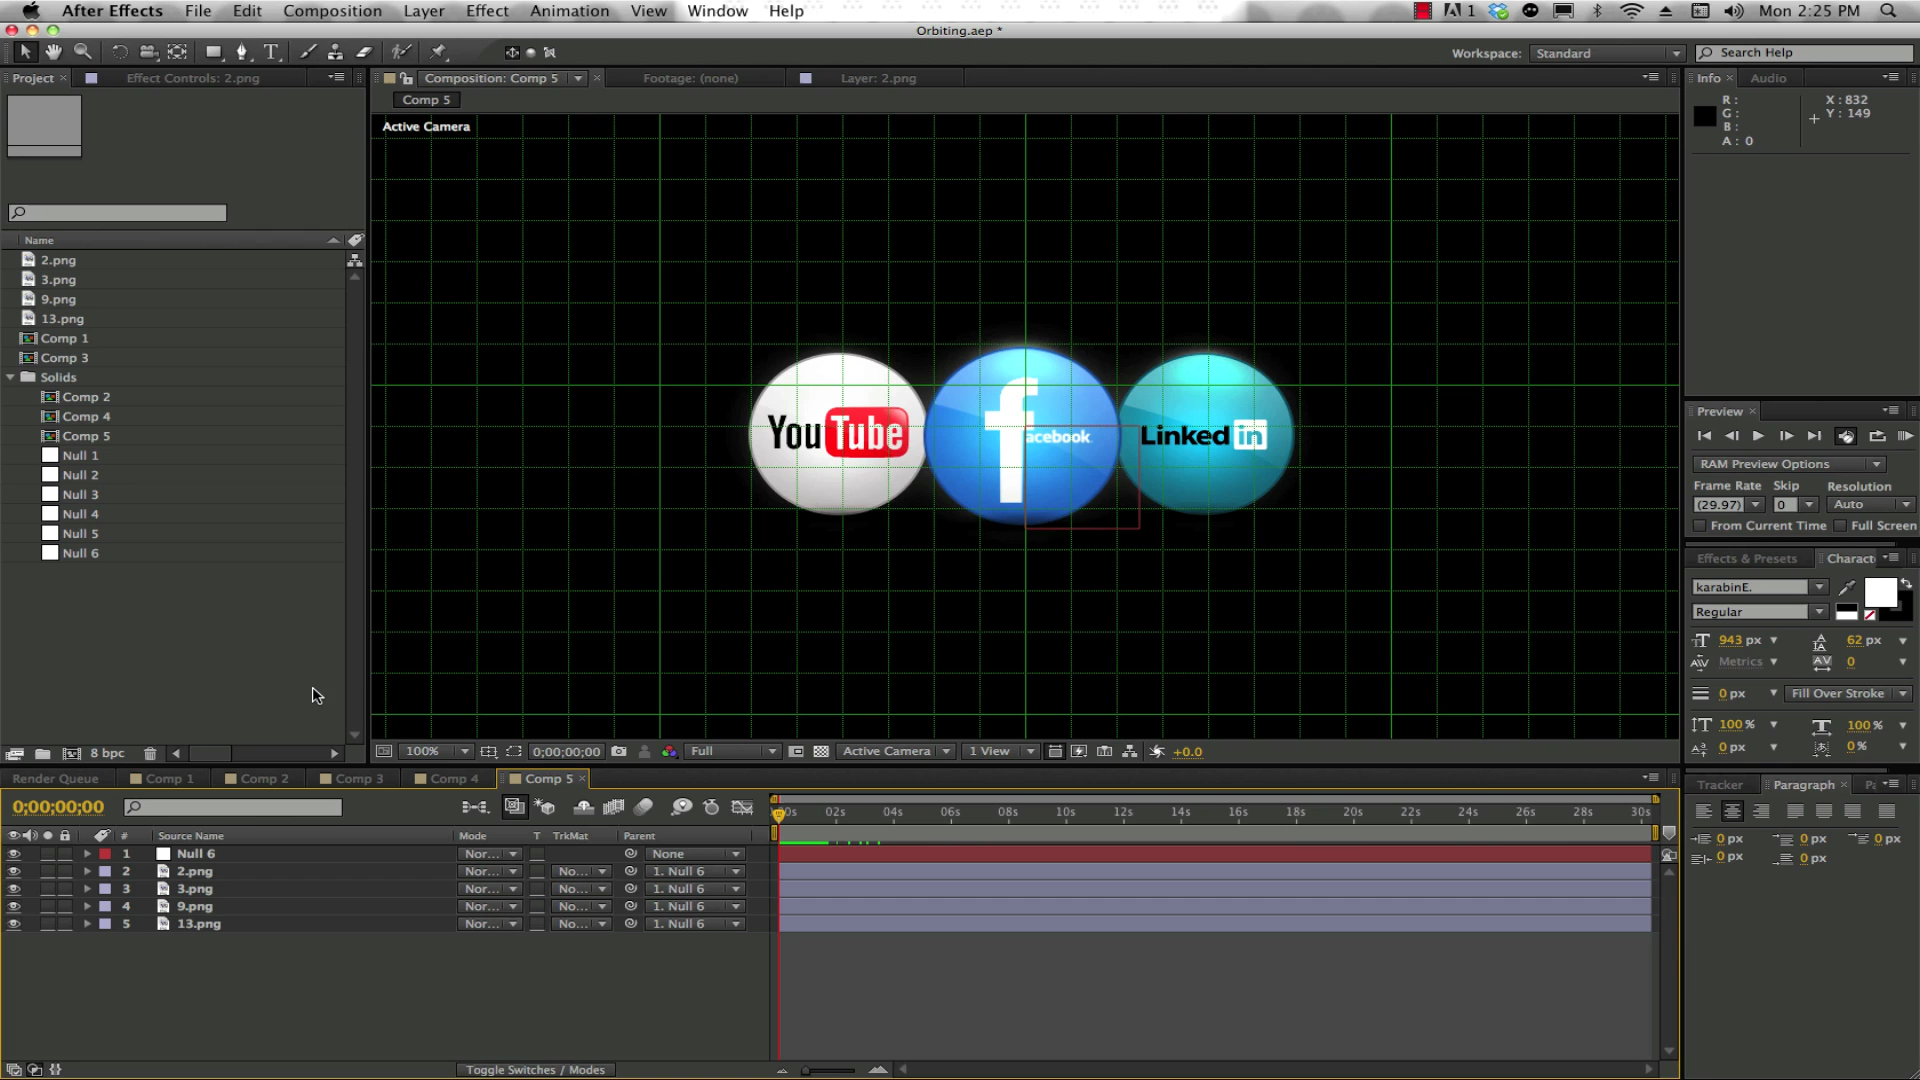 After Effects File Edit Composition Layer Effect Animation View Window Help 1 Mon 2:25 PM
Orbiting.aep *
Workspace: Standard Search Help
Project Effect Controls: 2.png Composition: Comp 5 Footage: (none) Layer: 2.png Info Audio
Comp 5
Active Camera
R:
G:
B:
A: 0
X: 832
Y: 149
Name
2.png
3.png
9.png
13.png
Comp 1
Comp 3
Solids
Comp 2
Comp 4
Comp 5
Null 1
Null 2
Null 3
Null 4
Null 5
Null 6
YouTube
f
acebook
Linked in
Preview
RAM Preview Options
Frame Rate Skip Resolution
(29.97) 0 Auto
From Current Time Full Screen
Effects & Presets Charact
karabinE.
Regular
943 px 62 px
Metrics 0
0 px Fill Over Stroke
100 % 100 %
0 px 0 %
8 bpc
100% 0;00;00;00 Full Active Camera 1 View +0.0
Render Queue Comp 1 Comp 2 Comp 3 Comp 4 Comp 5
0;00;00;00
00s 02s 04s 06s 08s 10s 12s 14s 16s 18s 20s 22s 24s 26s 28s 30s
# Source Name Mode T TrkMat Parent
1 Null 6 Nor... None
2 2.png Nor... No... 1. Null 6
3 3.png Nor... No... 1. Null 6
4 9.png Nor... No... 1. Null 6
5 13.png Nor... No... 1. Null 6
Toggle Switches / Modes
Tracker Paragraph Pa
0 px 0 px 0 px
0 px 0 px